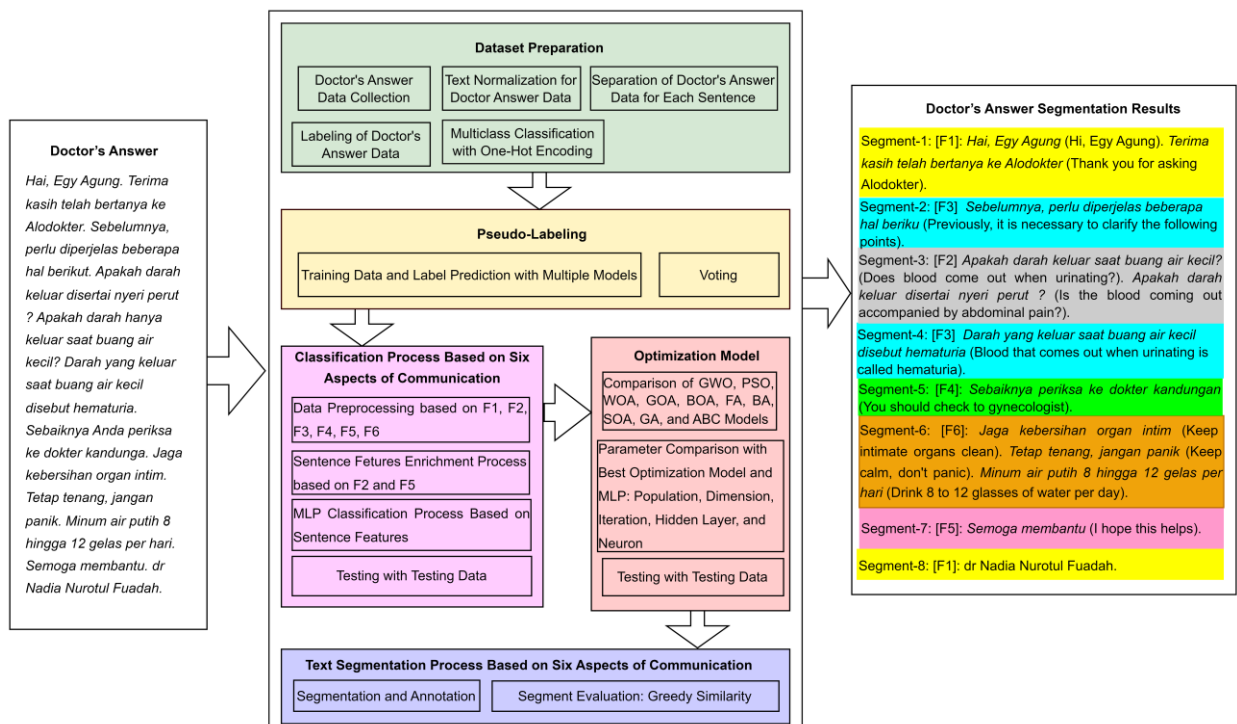 Doctor's Answer
Hai, Egy Agung. Terima
kasih telah bertanya ke
Alodokter. Sebelumnya,
perlu diperjelas beberapa
hal berikut. Apakah darah
keluar disertai nyeri perut
? Apakah darah hanya
keluar saat buang air
kecil? Darah yang keluar
saat buang air kecil
disebut hematuria.
Sebaiknya Anda periksa
ke dokter kandunga. Jaga
kebersihan organ intim.
Tetap tenang, jangan
panik. Minum air putih 8
hingga 12 gelas per hari.
Semoga membantu. dr
Nadia Nurotul Fuadah.
Dataset Preparation
Doctor's Answer
Data Collection
Text Normalization for
Doctor Answer Data
Separation of Doctor's Answer
Data for Each Sentence
Labeling of Doctor's
Answer Data
Multiclass Classification
with One-Hot Encoding
Pseudo-Labeling
Training Data and Label Prediction with Multiple Models
Voting
Classification Process Based on Six
Aspects of Communication
Data Preprocessing based on F1, F2,
F3, F4, F5, F6
Sentence Fetures Enrichment Process
based on F2 and F5
MLP Classification Process Based on
Sentence Features
Testing with Testing Data
Optimization Model
Comparison of GWO, PSO,
WOA, GOA, BOA, FA, BA,
SOA, GA, and ABC Models
Parameter Comparison with
Best Optimization Model and
MLP: Population, Dimension,
Iteration, Hidden Layer, and
Neuron
Testing with Testing Data
Text Segmentation Process Based on Six Aspects of Communication
Segmentation and Annotation
Segment Evaluation: Greedy Similarity
Doctor's Answer Segmentation Results
Segment-1: [F1]: Hai, Egy Agung (Hi, Egy Agung). Terima
kasih telah bertanya ke Alodokter (Thank you for asking
Alodokter).
Segment-2: [F3] Sebelumnya, perlu diperjelas beberapa
hal beriku (Previously, it is necessary to clarify the following
points).
Segment-3: [F2] Apakah darah keluar saat buang air kecil?
(Does blood come out when urinating?). Apakah darah
keluar disertai nyeri perut ? (Is the blood coming out
accompanied by abdominal pain?).
Segment-4: [F3] Darah yang keluar saat buang air kecil
disebut hematuria (Blood that comes out when urinating is
called hematuria).
Segment-5: [F4]: Sebaiknya periksa ke dokter kandungan
(You should check to gynecologist).
Segment-6: [F6]: Jaga kebersihan organ intim (Keep
intimate organs clean). Tetap tenang, jangan panik (Keep
calm, don't panic). Minum air putih 8 hingga 12 gelas per
hari (Drink 8 to 12 glasses of water per day).
Segment-7: [F5]: Semoga membantu (I hope this helps).
Segment-8: [F1]: dr Nadia Nurotul Fuadah.